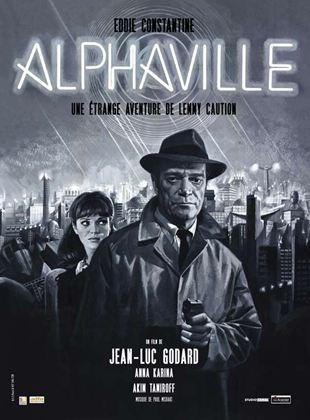 EDDIE CONSTANTINE
ALPHAVILLE
UNE ÉTRANGE AVENTURE DE LEMMY CAUTION
UN FILM DE
JEAN-LUC GODARD
ANNA KARINA
AKIM TAMIROFF
MUSIQUE DE PAUL MISRAKI